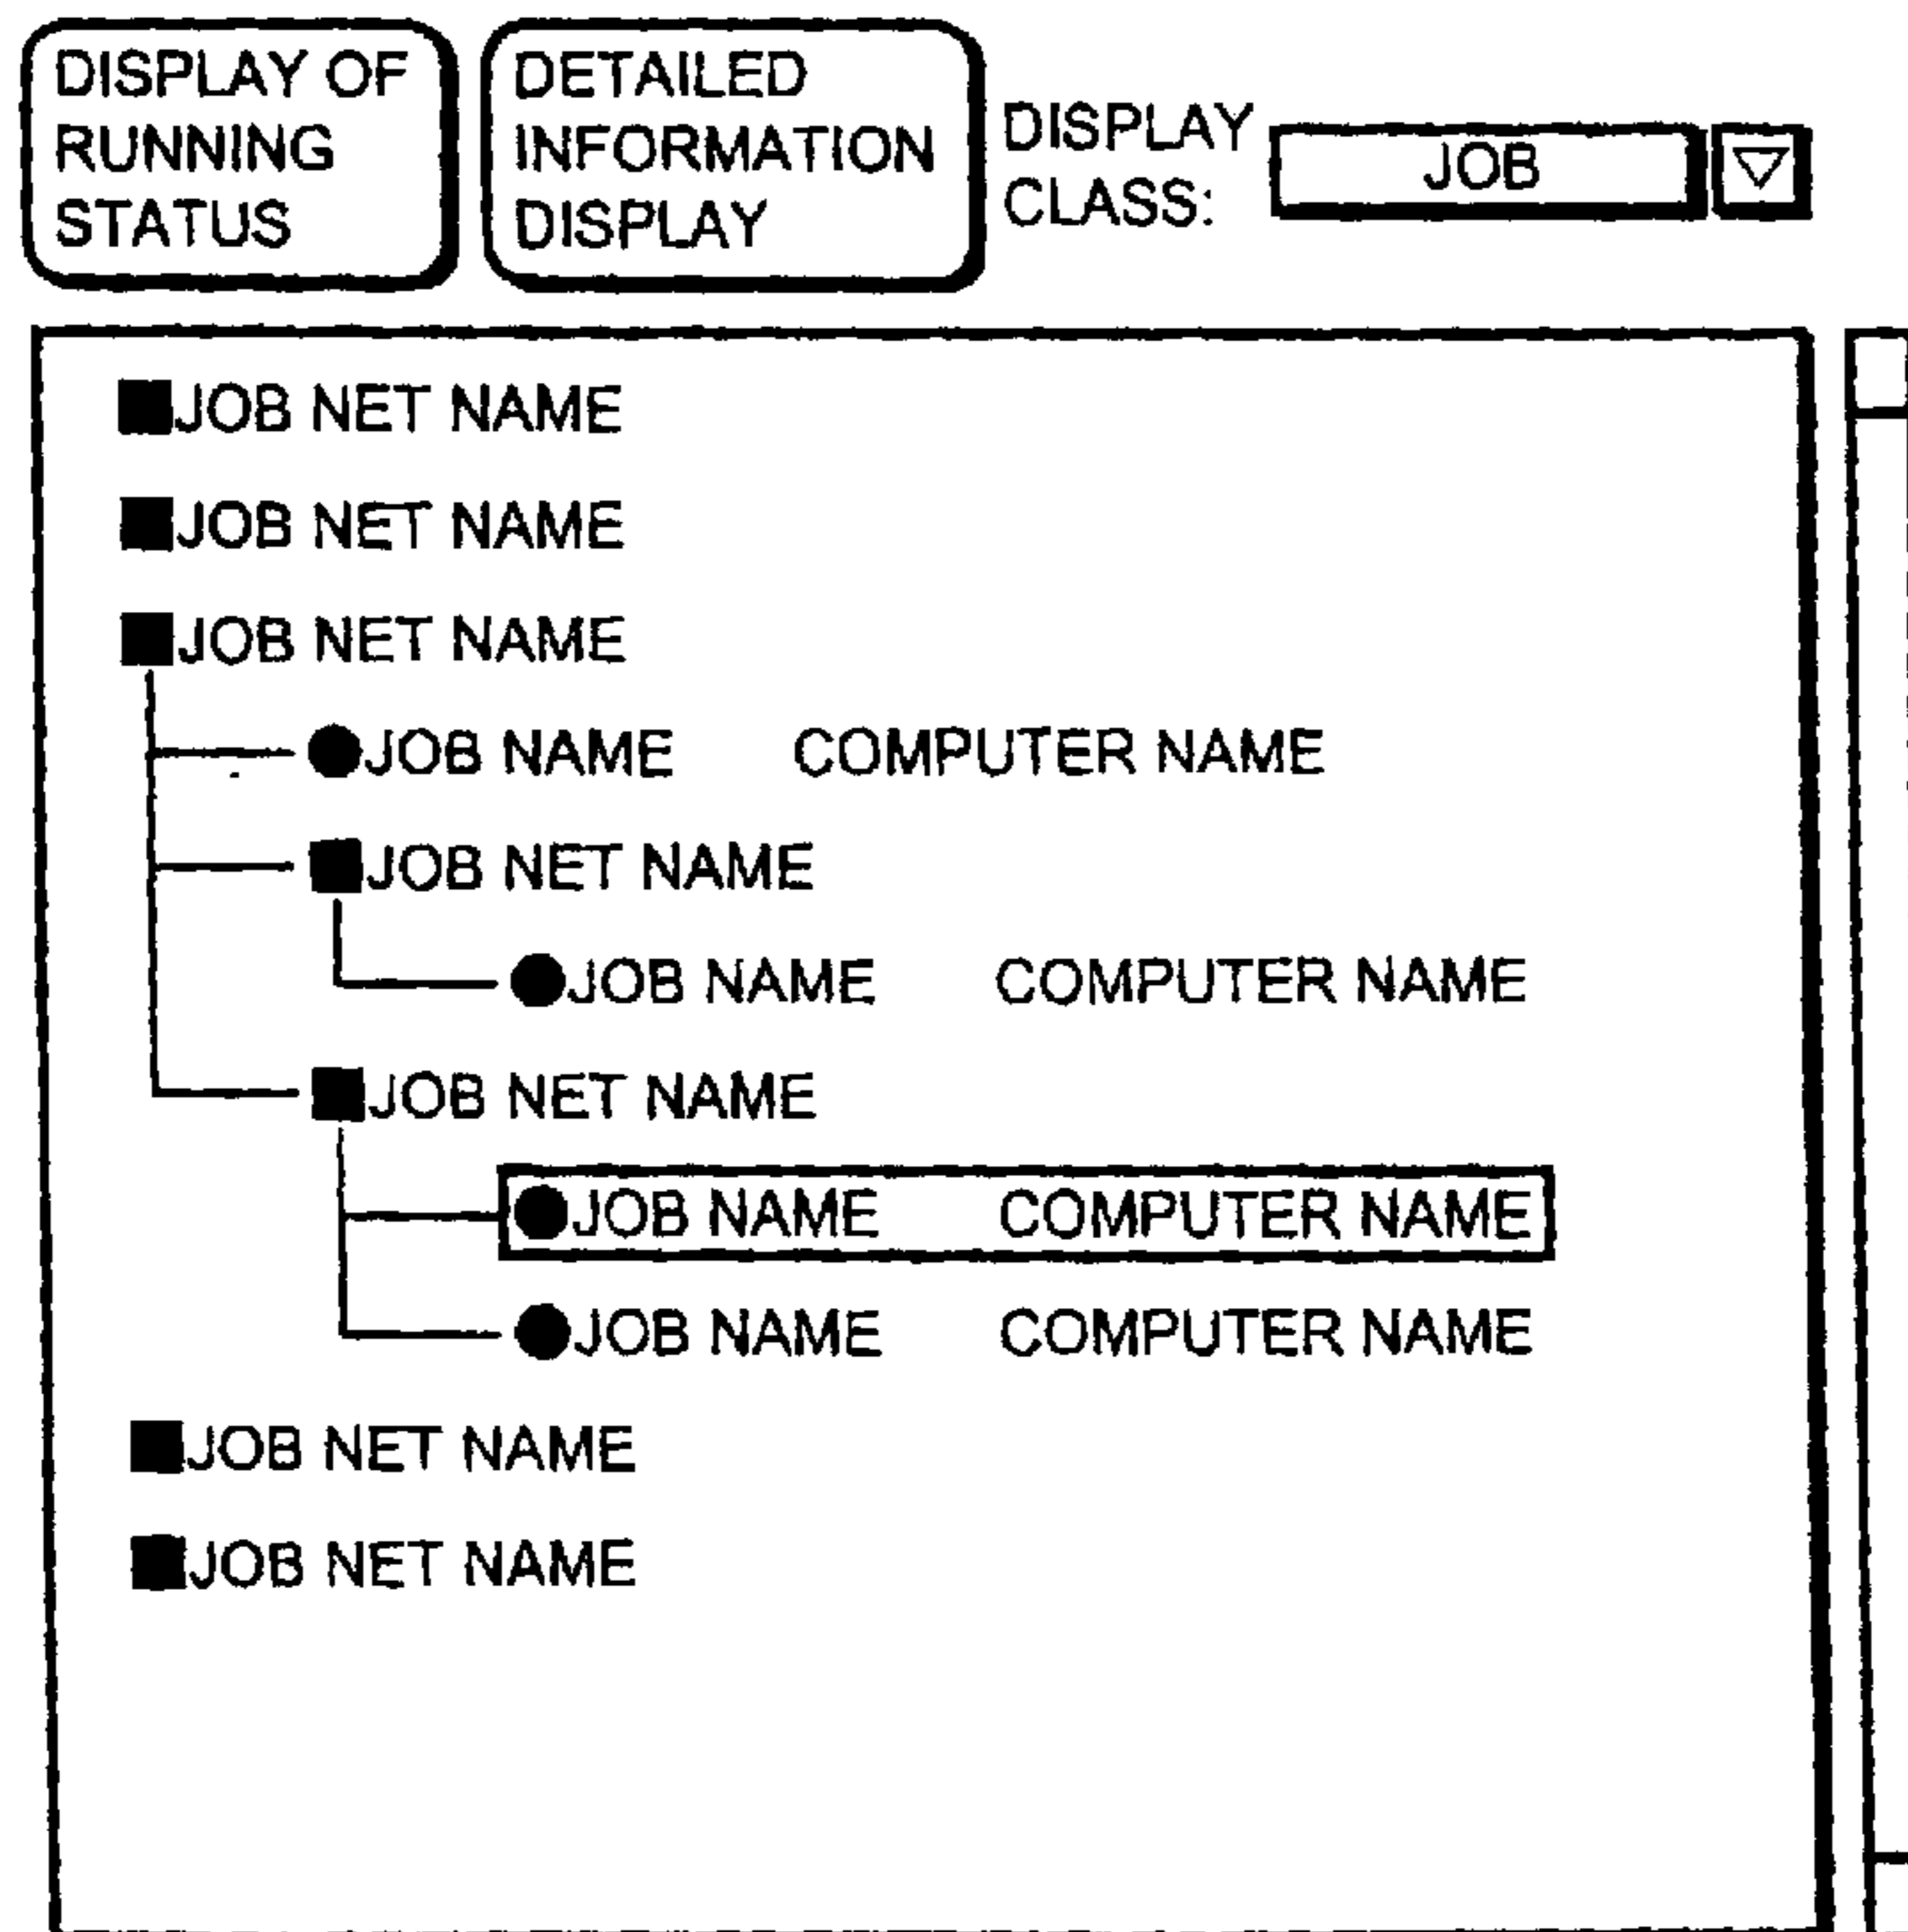 DISPLAY OF
RUNNING
STATUS
DETAILED
INFORMATION
DISPLAY
DISPLAY
CLASS:
JOB
JOB NET NAME
JOB NET NAME
JOB NET NAME
JOB NAME COMPUTER NAME
JOB NET NAME
JOB NAME COMPUTER NAME
JOB NET NAME
JOB NAME COMPUTER NAME
JOB NAME COMPUTER NAME
JOB NET NAME
JOB NET NAME